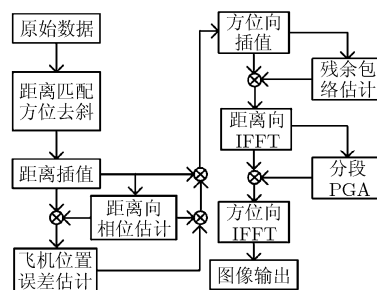 原始数据
距离匹配
方位去斜
距离插值
距离向
相位估计
飞机位置
误差估计
方位向
插值
残余包
络估计
距离向
IFFT
分段
PGA
方位向
IFFT
图像输出